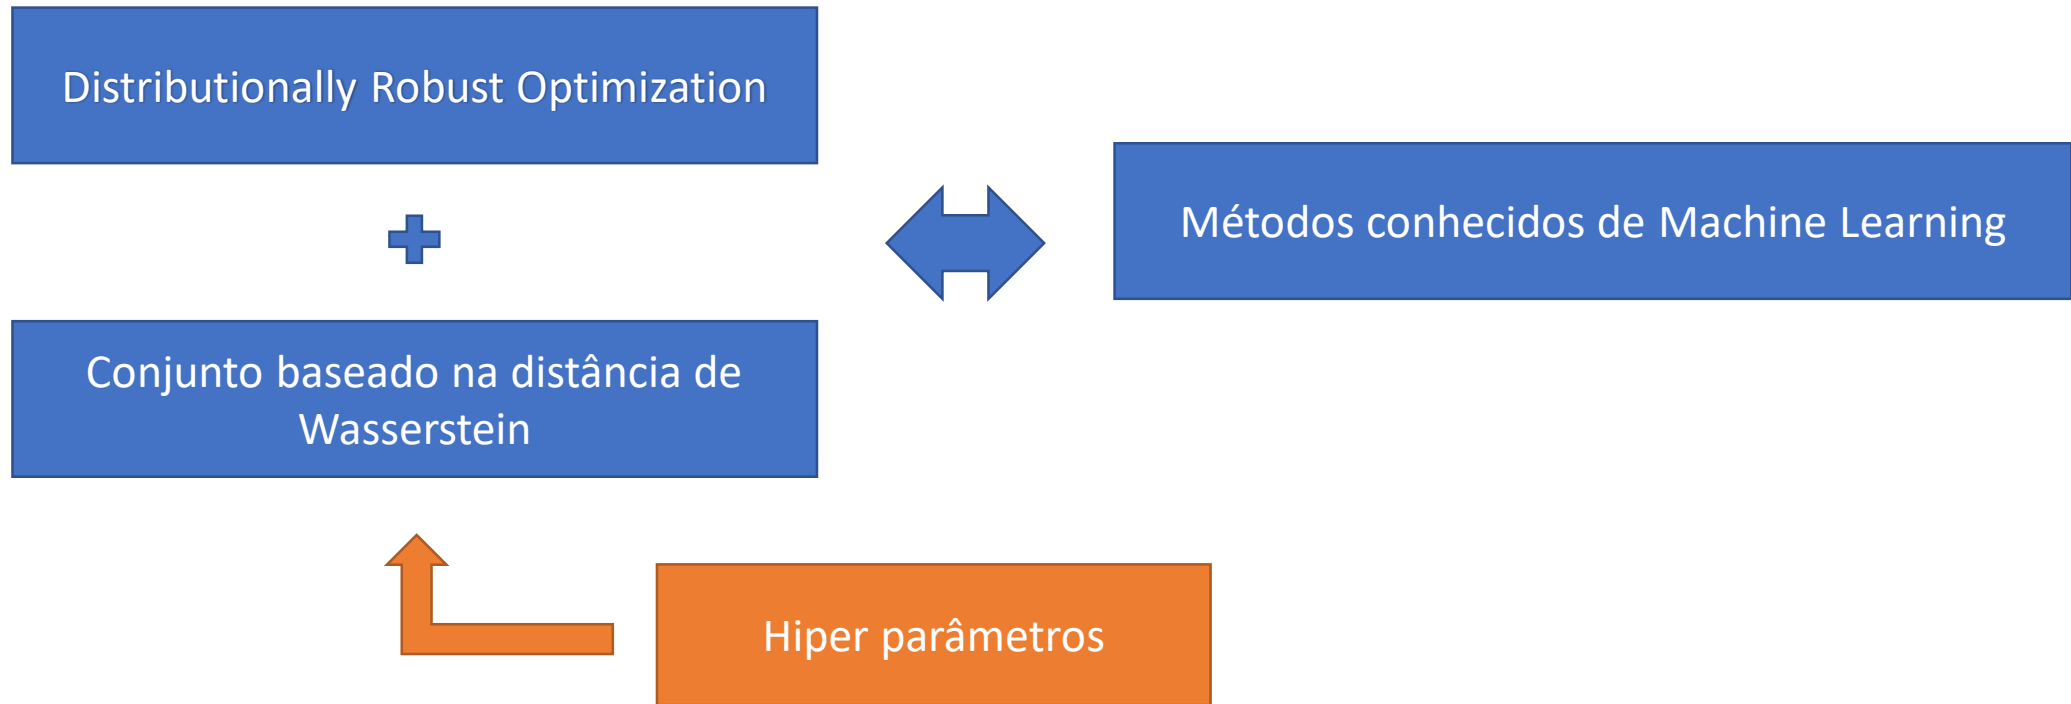 Distributionally Robust Optimization
Métodos conhecidos de Machine Learning
Conjunto baseado na distância de
Wasserstein
Hiper parâmetros